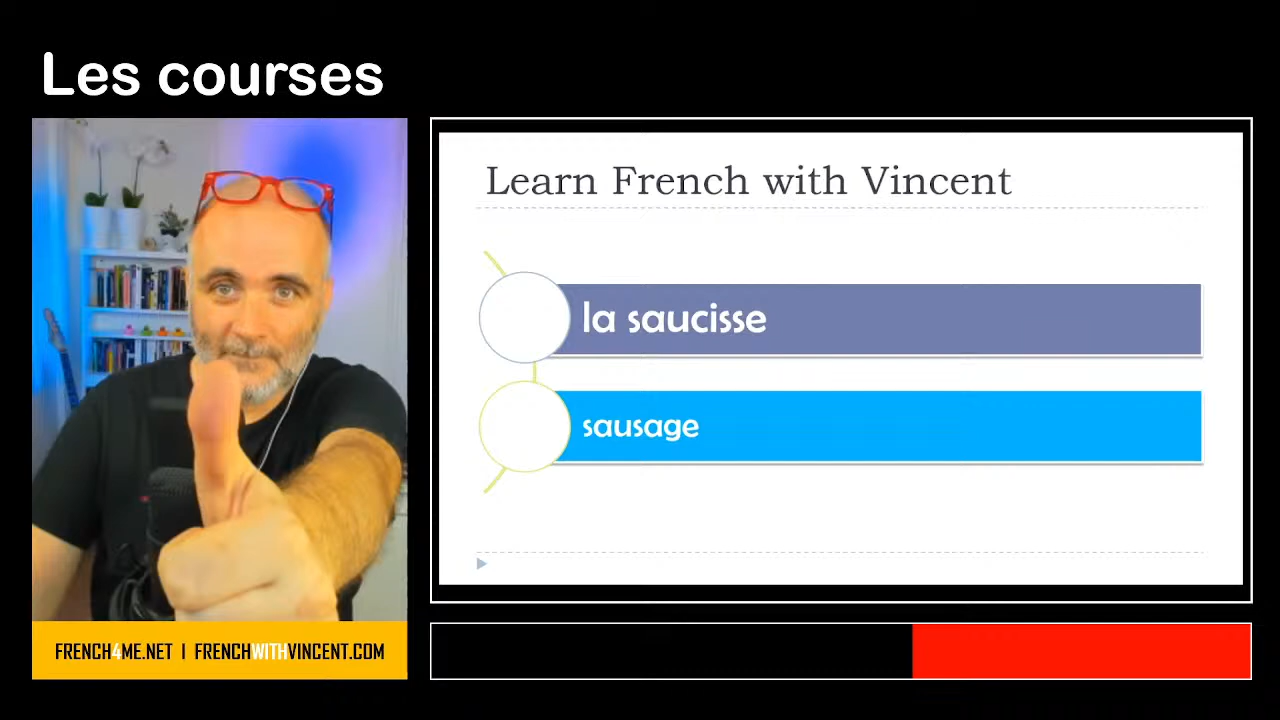 Les courses
Learn French with Vincent
la saucisse
sausage
FRENCH4ME.NET | FRENCHWITHVINCENT.COM